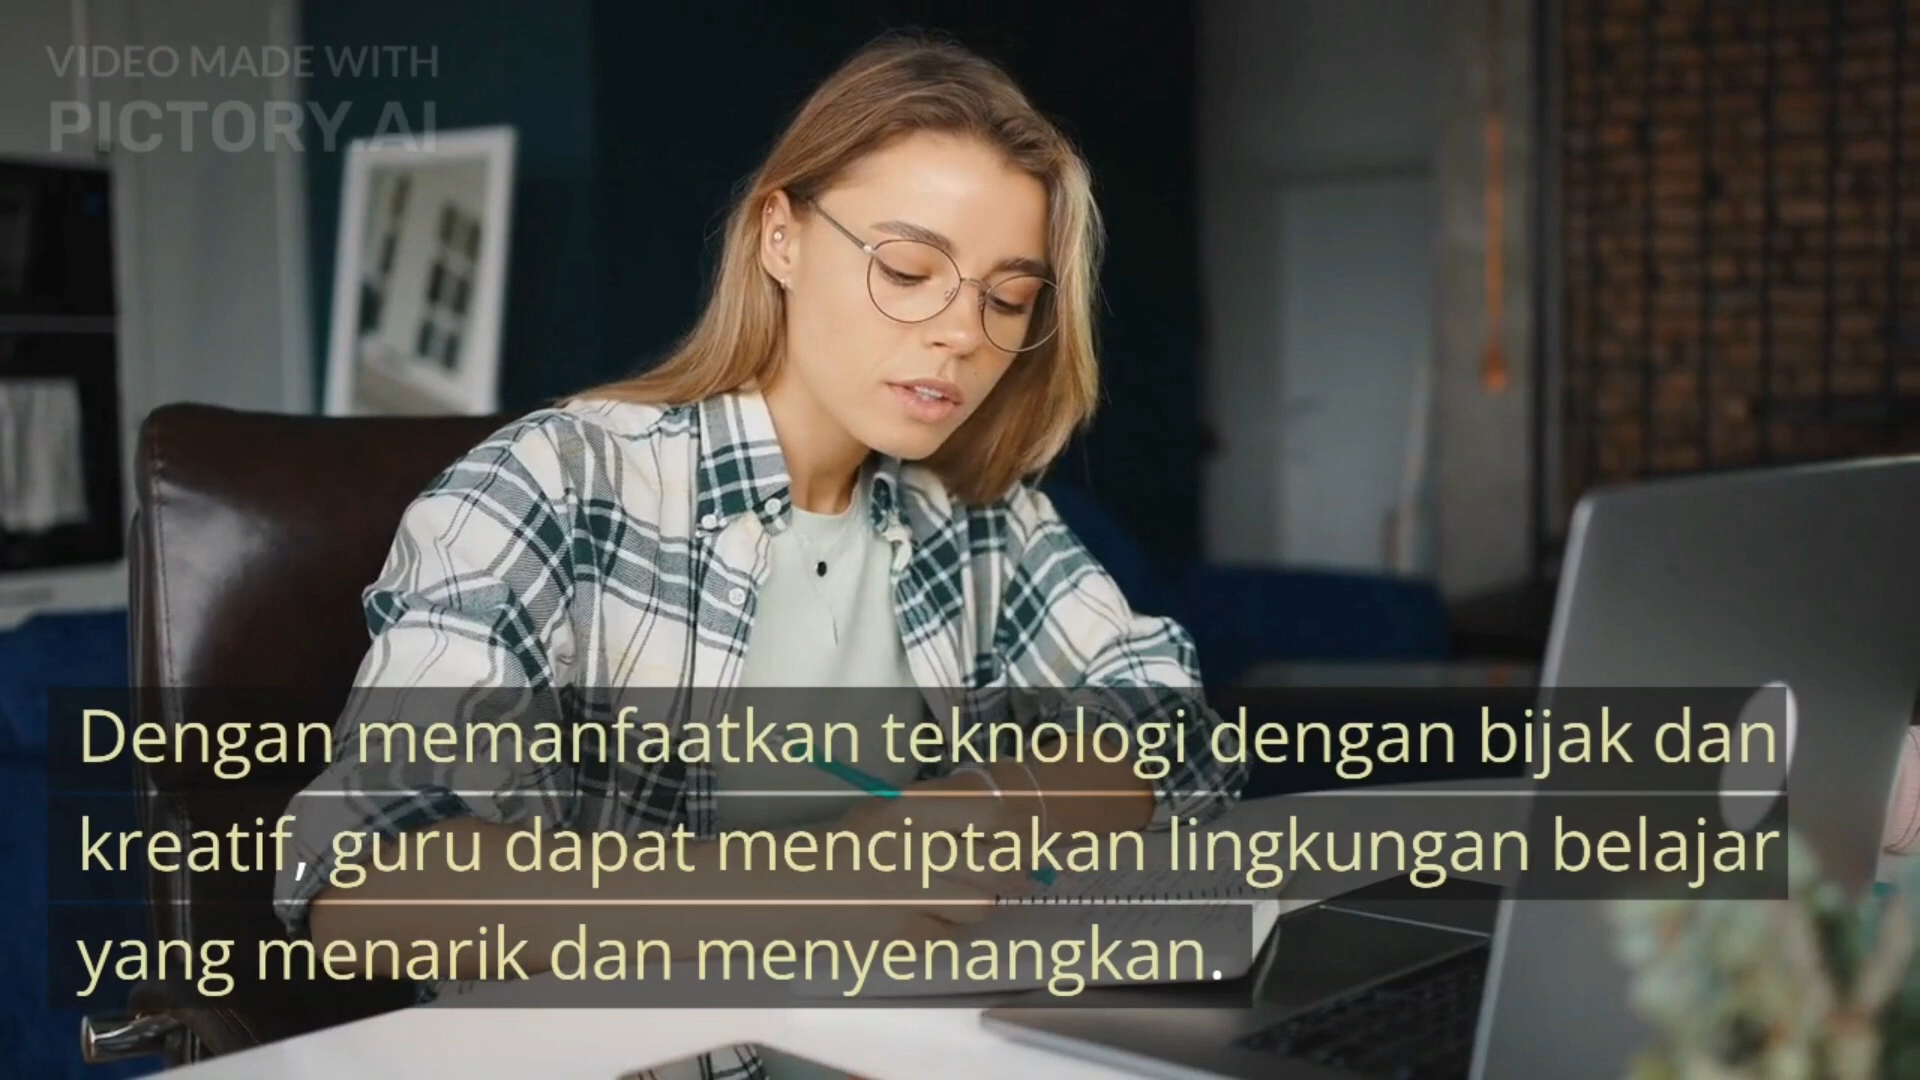 VIDEO MADE WITH
PICTORY.AI
Dengan memanfaatkan teknologi dengan bijak dan
kreatif, guru dapat menciptakan lingkungan belajar
yang menarik dan menyenangkan.